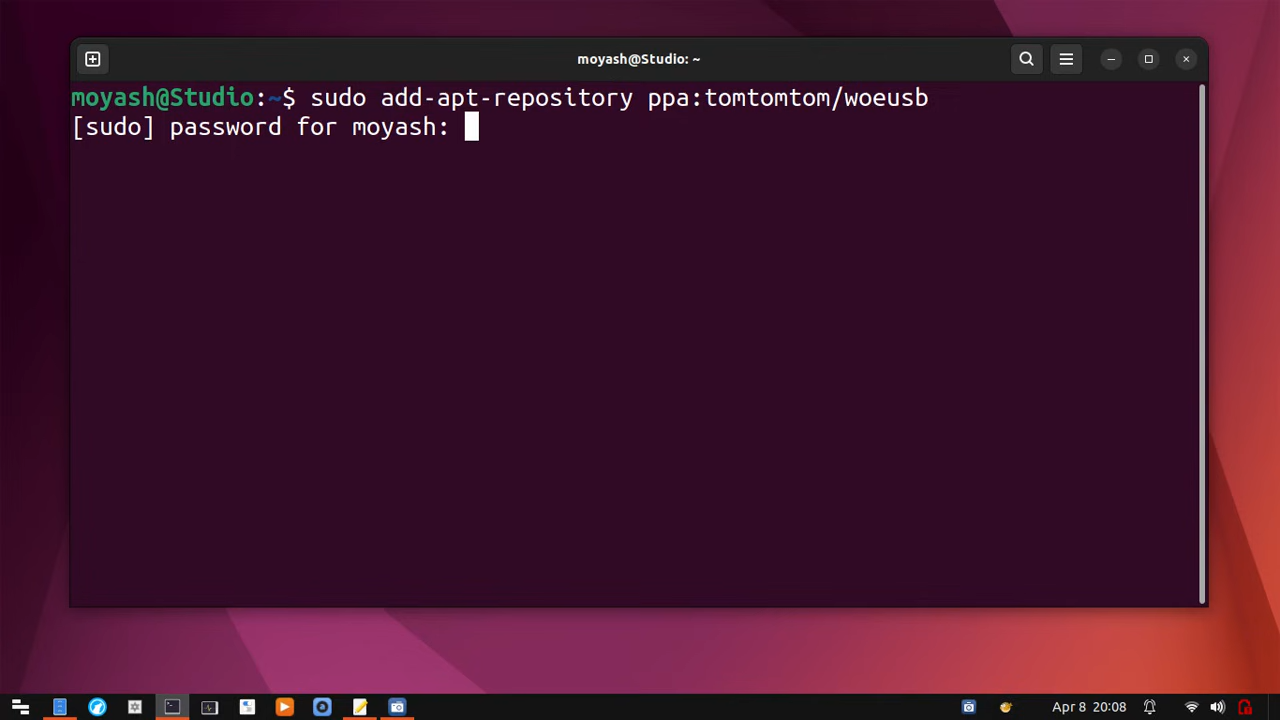 moyash@Studio: ~
moyash@Studio:~$ sudo add-apt-repository ppa:tomtomtom/woeusb
[sudo] password for moyash:
Apr 8 20:08